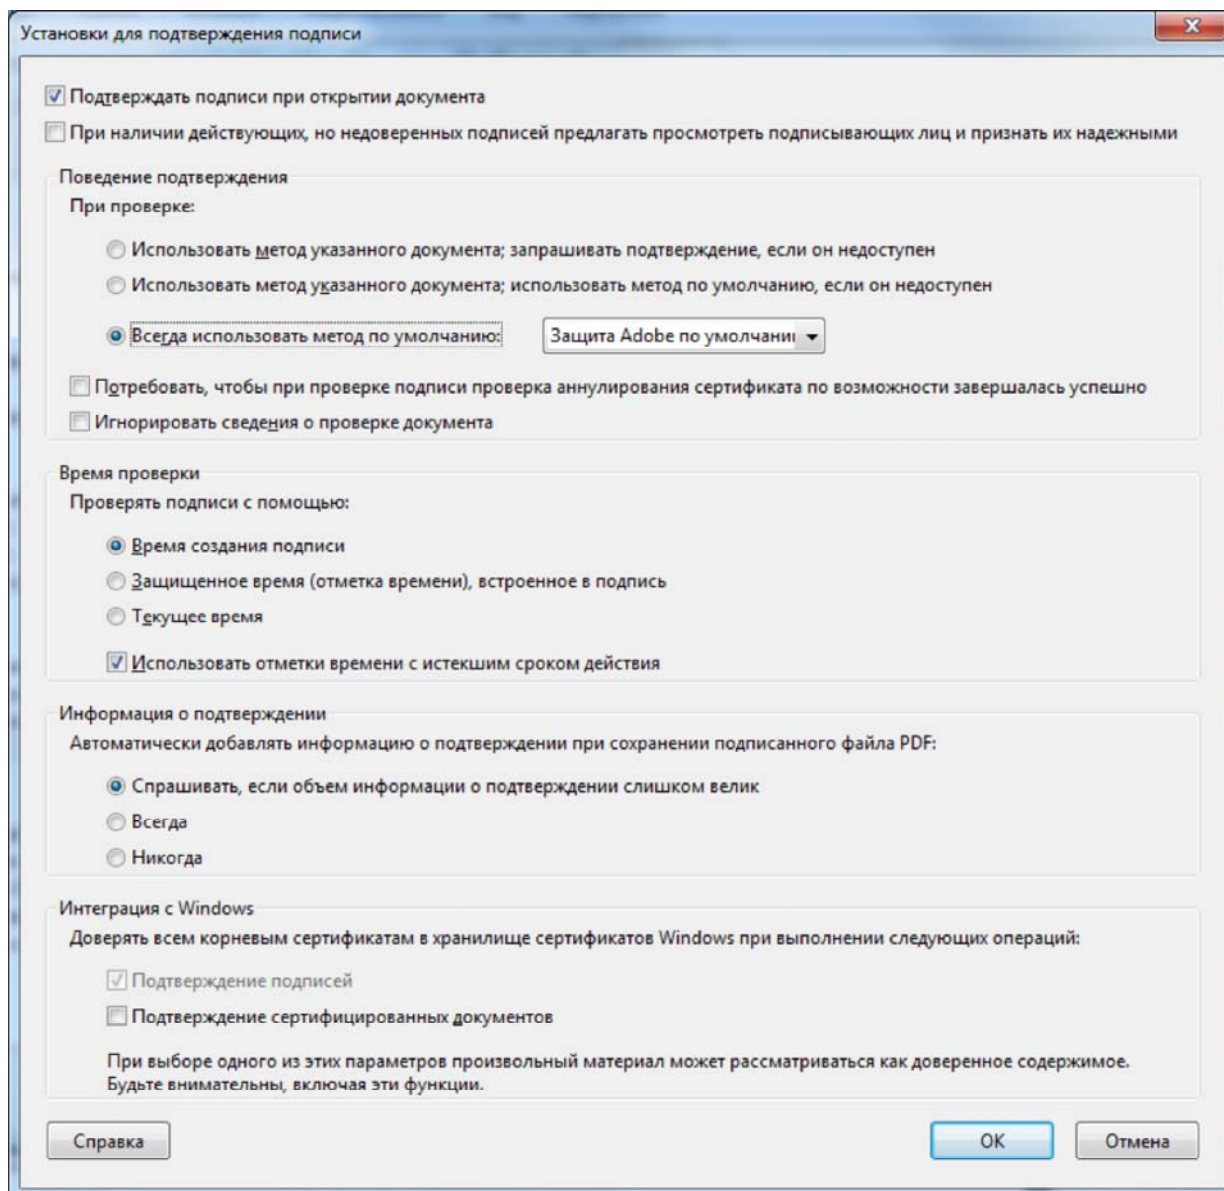 Установки для подтверждения подписи
Подтверждать подписи при открытии документа
При наличии действующих, но недоверенных подписей предлагать просмотреть подписывающих лиц и признать их надежными
Поведение подтверждения
При проверке:
Использовать метод указанного документа; запрашивать подтверждение, если он недоступен
Использовать метод указанного документа; использовать метод по умолчанию, если он недоступен
Всегда использовать метод по умолчанию: Защита Adobe по умолчани
Потребовать, чтобы при проверке подписи проверка аннулирования сертификата по возможности завершалась успешно
Игнорировать сведения о проверке документа
Время проверки
Проверять подписи с помощью:
Время создания подписи
Защищенное время (отметка времени), встроенное в подпись
Текущее время
Использовать отметки времени с истекшим сроком действия
Информация о подтверждении
Автоматически добавлять информацию о подтверждении при сохранении подписанного файла PDF:
Спрашивать, если объем информации о подтверждении слишком велик
Всегда
Никогда
Интеграция с Windows
Доверять всем корневым сертификатам в хранилище сертификатов Windows при выполнении следующих операций:
Подтверждение подписей
Подтверждение сертифицированных документов
При выборе одного из этих параметров произвольный материал может рассматриваться как доверенное содержимое.
Будьте внимательны, включая эти функции.
Справка OK Отмена